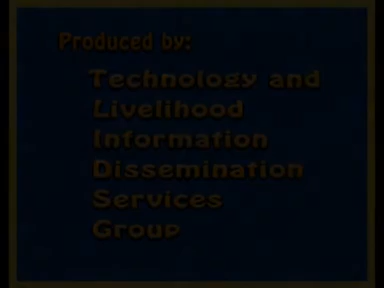 Produced by:
Technology and
Livelihood
Information
Dissemination
Services
Group